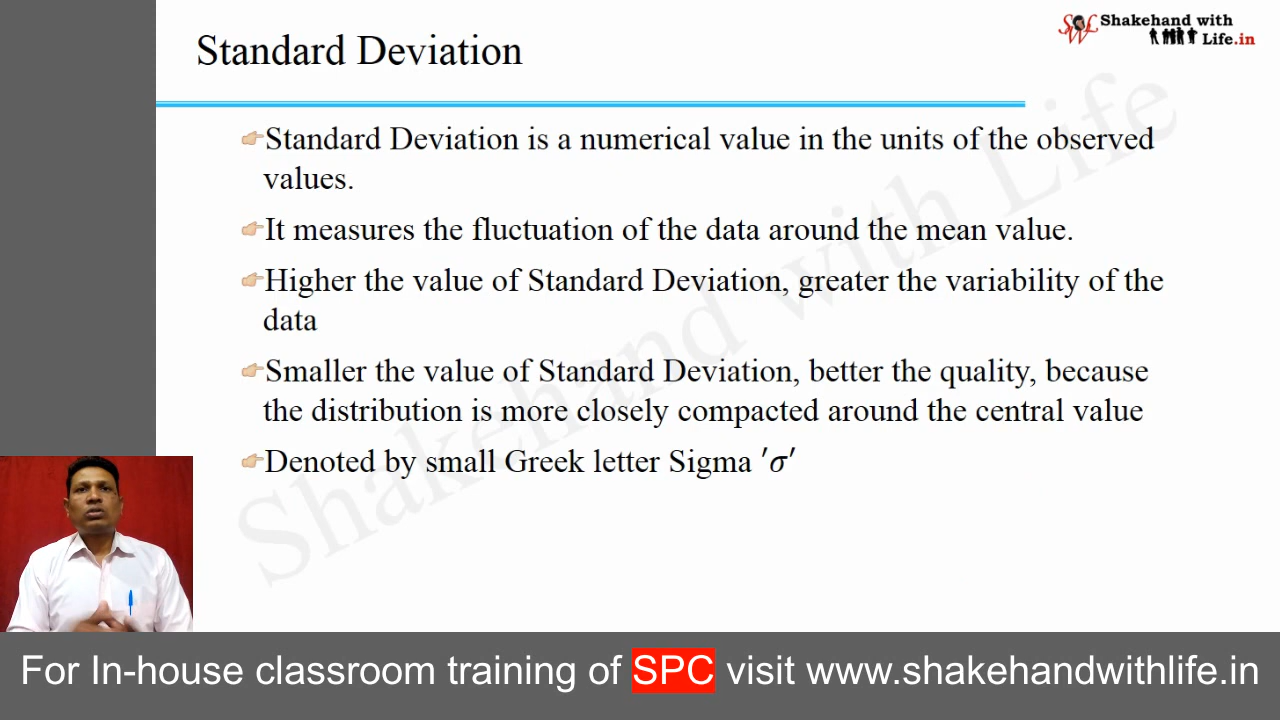 Shakehand with
Life.in
Standard Deviation
Standard Deviation is a numerical value in the units of the observed
values.
It measures the fluctuation of the data around the mean value.
Higher the value of Standard Deviation, greater the variability of the
data
Smaller the value of Standard Deviation, better the quality, because
the distribution is more closely compacted around the central value
Denoted by small Greek letter Sigma ′σ′
Shakehand with Life
For In-house classroom training of SPC visit www.shakehandwithlife.in